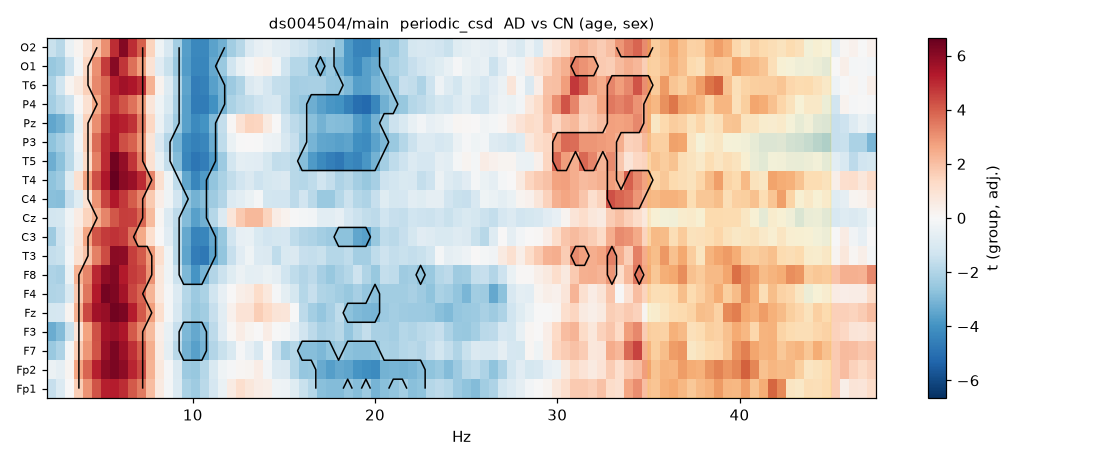 ds004504/main  periodic_csd  AD vs CN (age, sex)
O2
O1
T6
P4
Pz
P3
T5
T4
C4
Cz
C3
T3
F8
F4
Fz
F3
F7
Fp2
Fp1
10 20 30 40
Hz
6
4
2
0
−2
−4
−6
t (group, adj.)